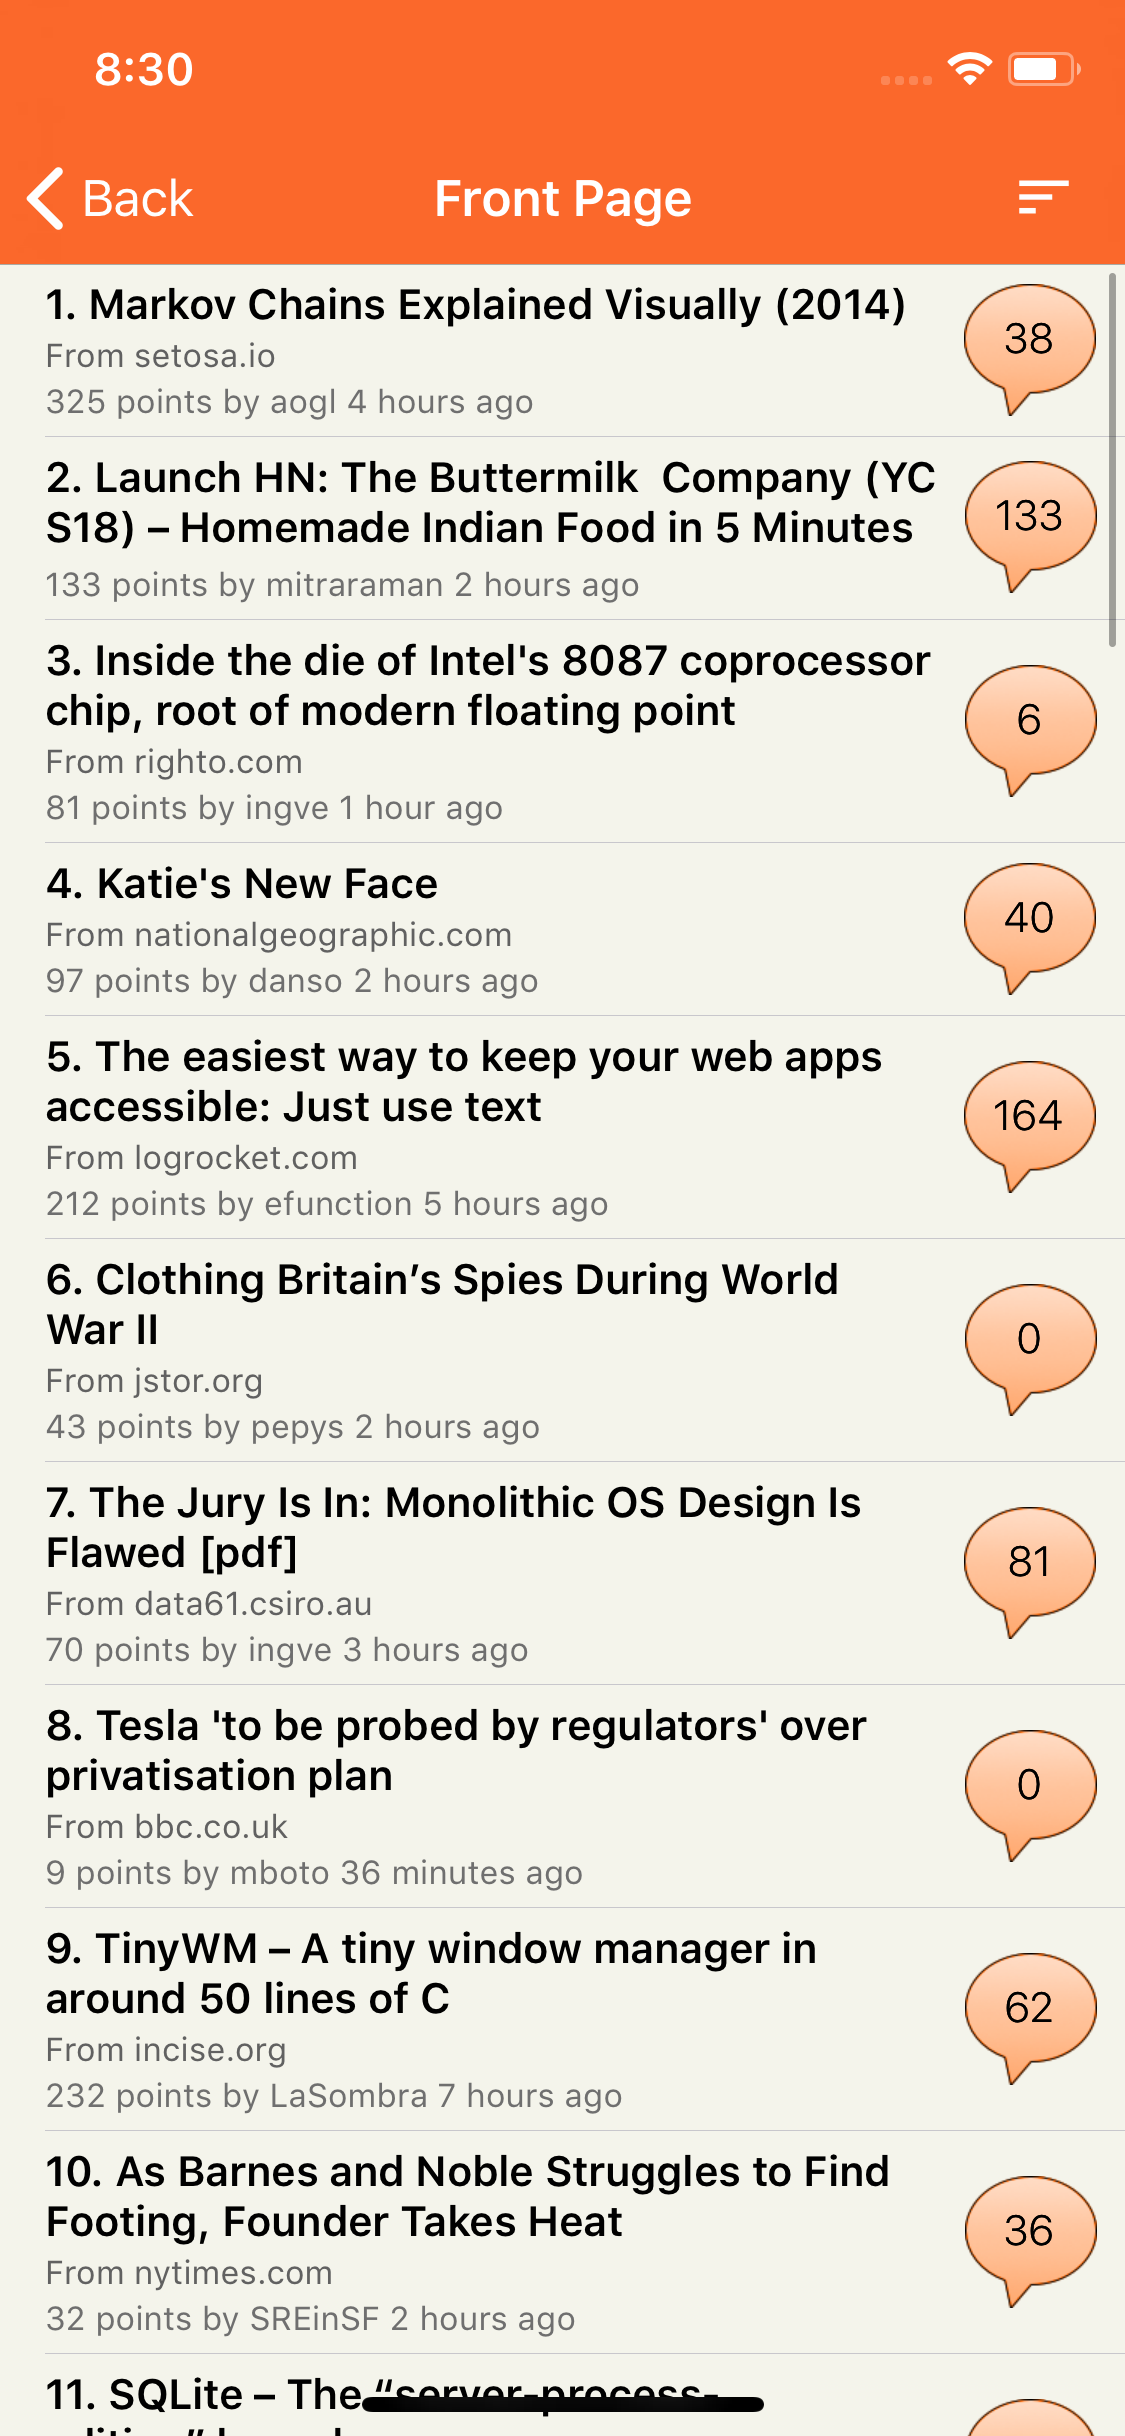 8:30
Back
Front Page
1. Markov Chains Explained Visually (2014)
From setosa.io
325 points by aogl 4 hours ago
38
2. Launch HN: The Buttermilk  Company (YC
S18) – Homemade Indian Food in 5 Minutes
133 points by mitraraman 2 hours ago
133
3. Inside the die of Intel's 8087 coprocessor
chip, root of modern floating point
From righto.com
81 points by ingve 1 hour ago
6
4. Katie's New Face
From nationalgeographic.com
97 points by danso 2 hours ago
40
5. The easiest way to keep your web apps
accessible: Just use text
From logrocket.com
212 points by efunction 5 hours ago
164
6. Clothing Britain’s Spies During World
War II
From jstor.org
43 points by pepys 2 hours ago
0
7. The Jury Is In: Monolithic OS Design Is
Flawed [pdf]
From data61.csiro.au
70 points by ingve 3 hours ago
81
8. Tesla 'to be probed by regulators' over
privatisation plan
From bbc.co.uk
9 points by mboto 36 minutes ago
0
9. TinyWM – A tiny window manager in
around 50 lines of C
From incise.org
232 points by LaSombra 7 hours ago
62
10. As Barnes and Noble Struggles to Find
Footing, Founder Takes Heat
From nytimes.com
32 points by SREinSF 2 hours ago
36
11. SQLite – The “server-process-